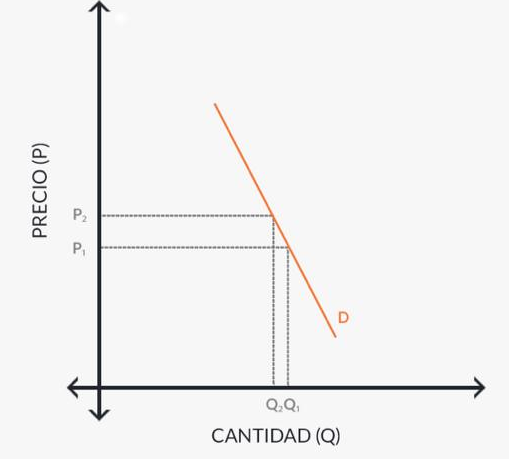 PRECIO (P)
P₂
P₁
D
Q₂Q₁
CANTIDAD (Q)